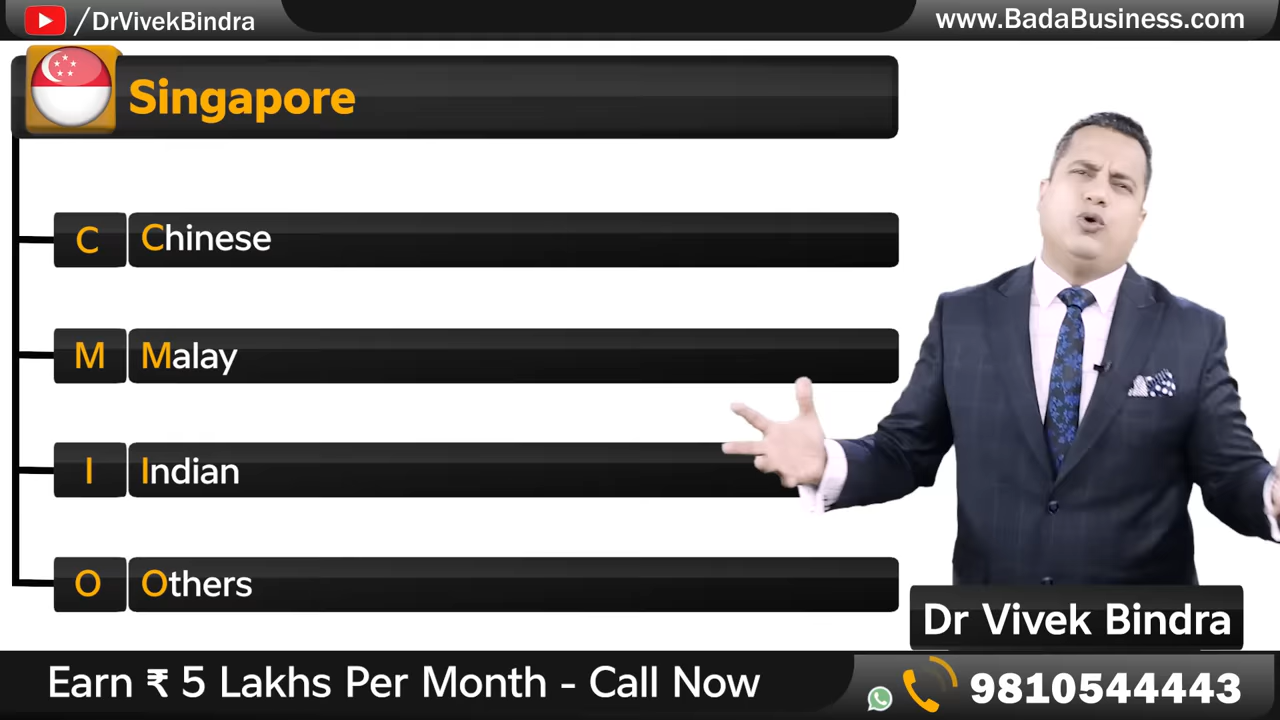 /DrVivekBindra
www.BadaBusiness.com
Singapore
C Chinese
M Malay
I Indian
O Others
Dr Vivek Bindra
Earn ₹ 5 Lakhs Per Month - Call Now
9810544443